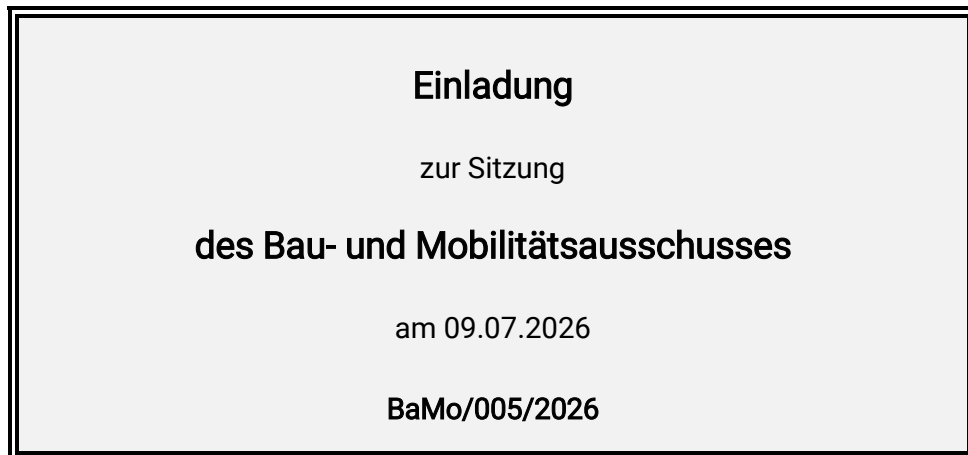 Einladung
zur Sitzung
des Bau- und Mobilitätsausschusses
am 09.07.2026
BaMo/005/2026